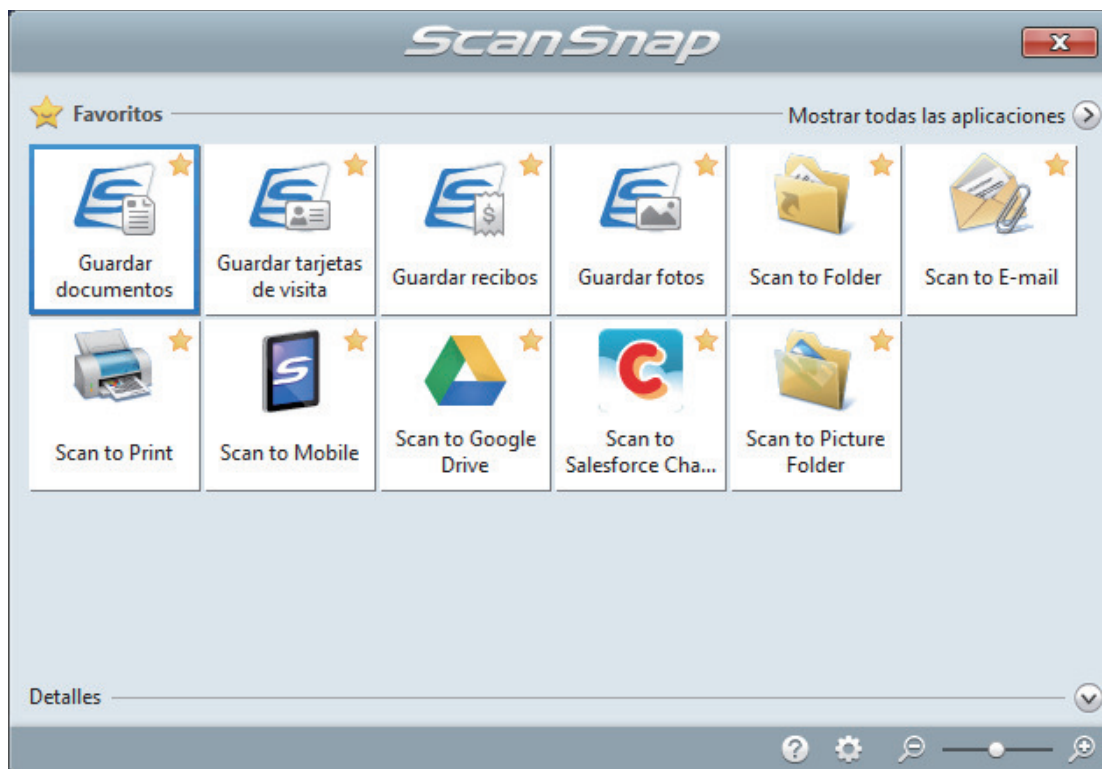 ScanSnap
Favoritos
Mostrar todas las aplicaciones
Guardar
documentos
Guardar tarjetas
de visita
Guardar recibos
Guardar fotos
Scan to Folder
Scan to E-mail
Scan to Print
Scan to Mobile
Scan to Google
Drive
Scan to
Salesforce Cha...
Scan to Picture
Folder
Detalles